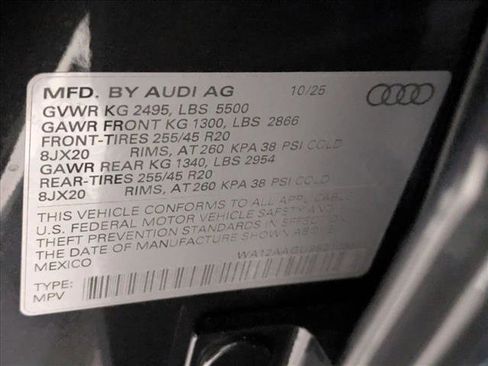 MFD. BY AUDI AG 10/25
GVWR KG 2495, LBS 5500
GAWR FRONT KG 1300, LBS 2866
FRONT-TIRES 255/45 R20
8JX20 RIMS, AT 260 KPA 38 PSI COLD
GAWR REAR KG 1340, LBS 2954
REAR-TIRES 255/45 R20
8JX20 RIMS, AT 260 KPA 38 PSI COLD
THIS VEHICLE CONFORMS TO ALL APPLICABLE
U.S. FEDERAL MOTOR VEHICLE SAFETY AND
THEFT PREVENTION STANDARDS IN EFFECT
THE DATE OF MANUFACTURE SHOWN ABOVE
MEXICO
TYPE:
MPV